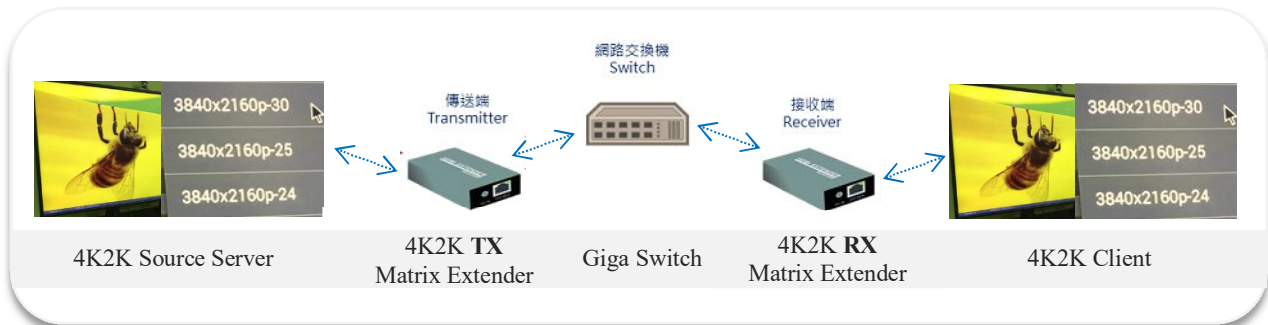 網路交換機
Switch
傳送端
Transmitter
接收端
Receiver
3840x2160p-30
3840x2160p-25
3840x2160p-24
3840x2160p-30
3840x2160p-25
3840x2160p-24
4K2K Source Server
4K2K TX
Matrix Extender
Giga Switch
4K2K RX
Matrix Extender
4K2K Client